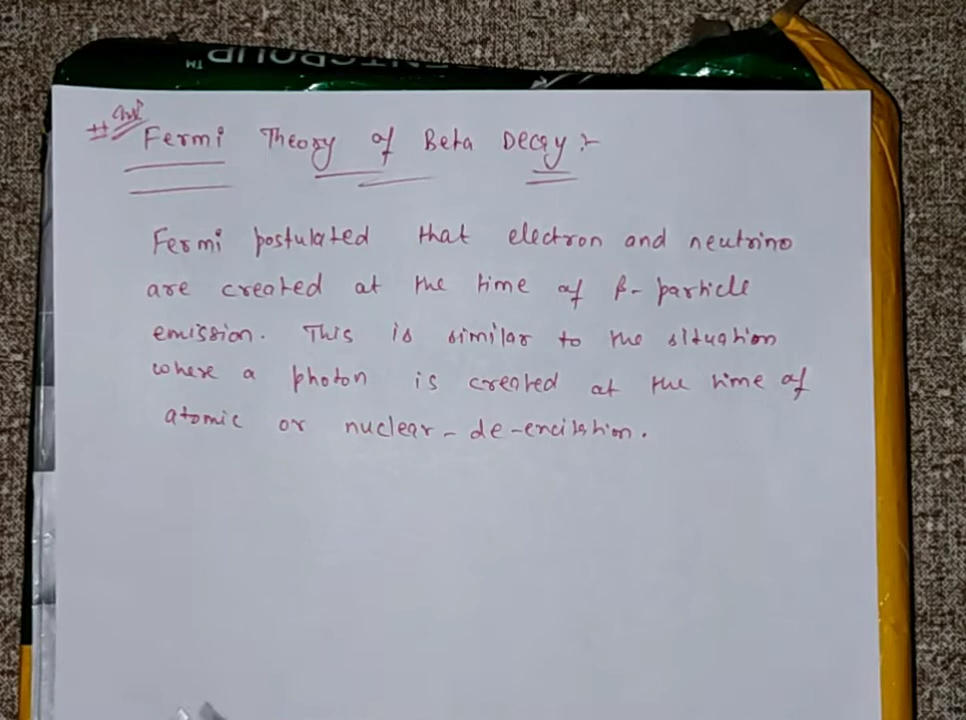 Fermi Theory of Beta Decay :-
Fermi postulated that electron and neutrino
are created at the time of β- particle
emission. This is similar to the situation
where a photon is created at the time of
atomic or nuclear- de-encitation.